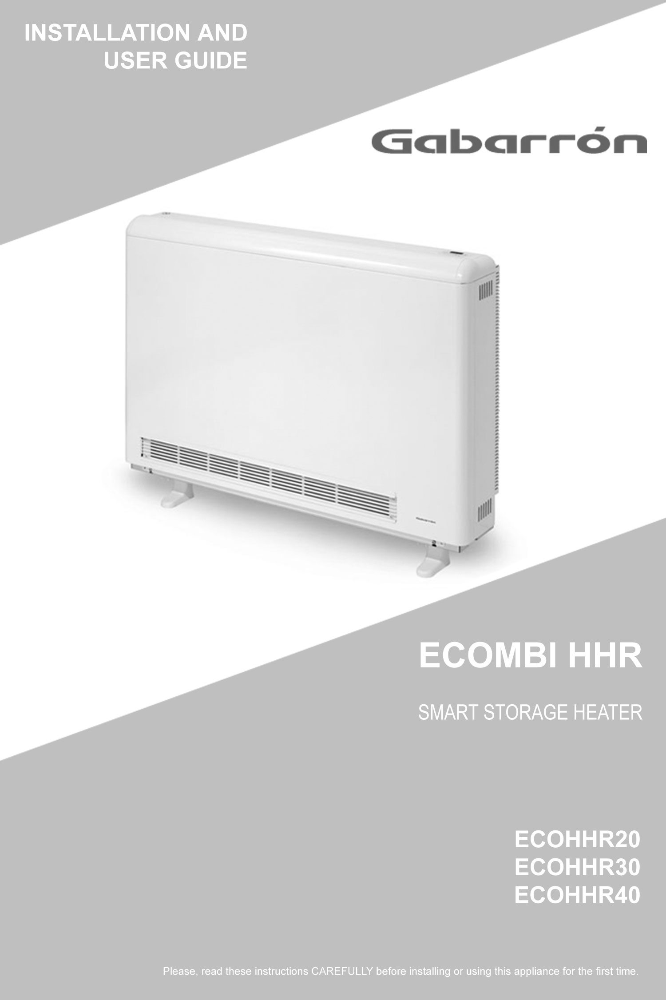 INSTALLATION AND
USER GUIDE
Gabarrón
ECOMBI HHR
SMART STORAGE HEATER
ECOHHR20
ECOHHR30
ECOHHR40
Please, read these instructions CAREFULLY before installing or using this appliance for the first time.